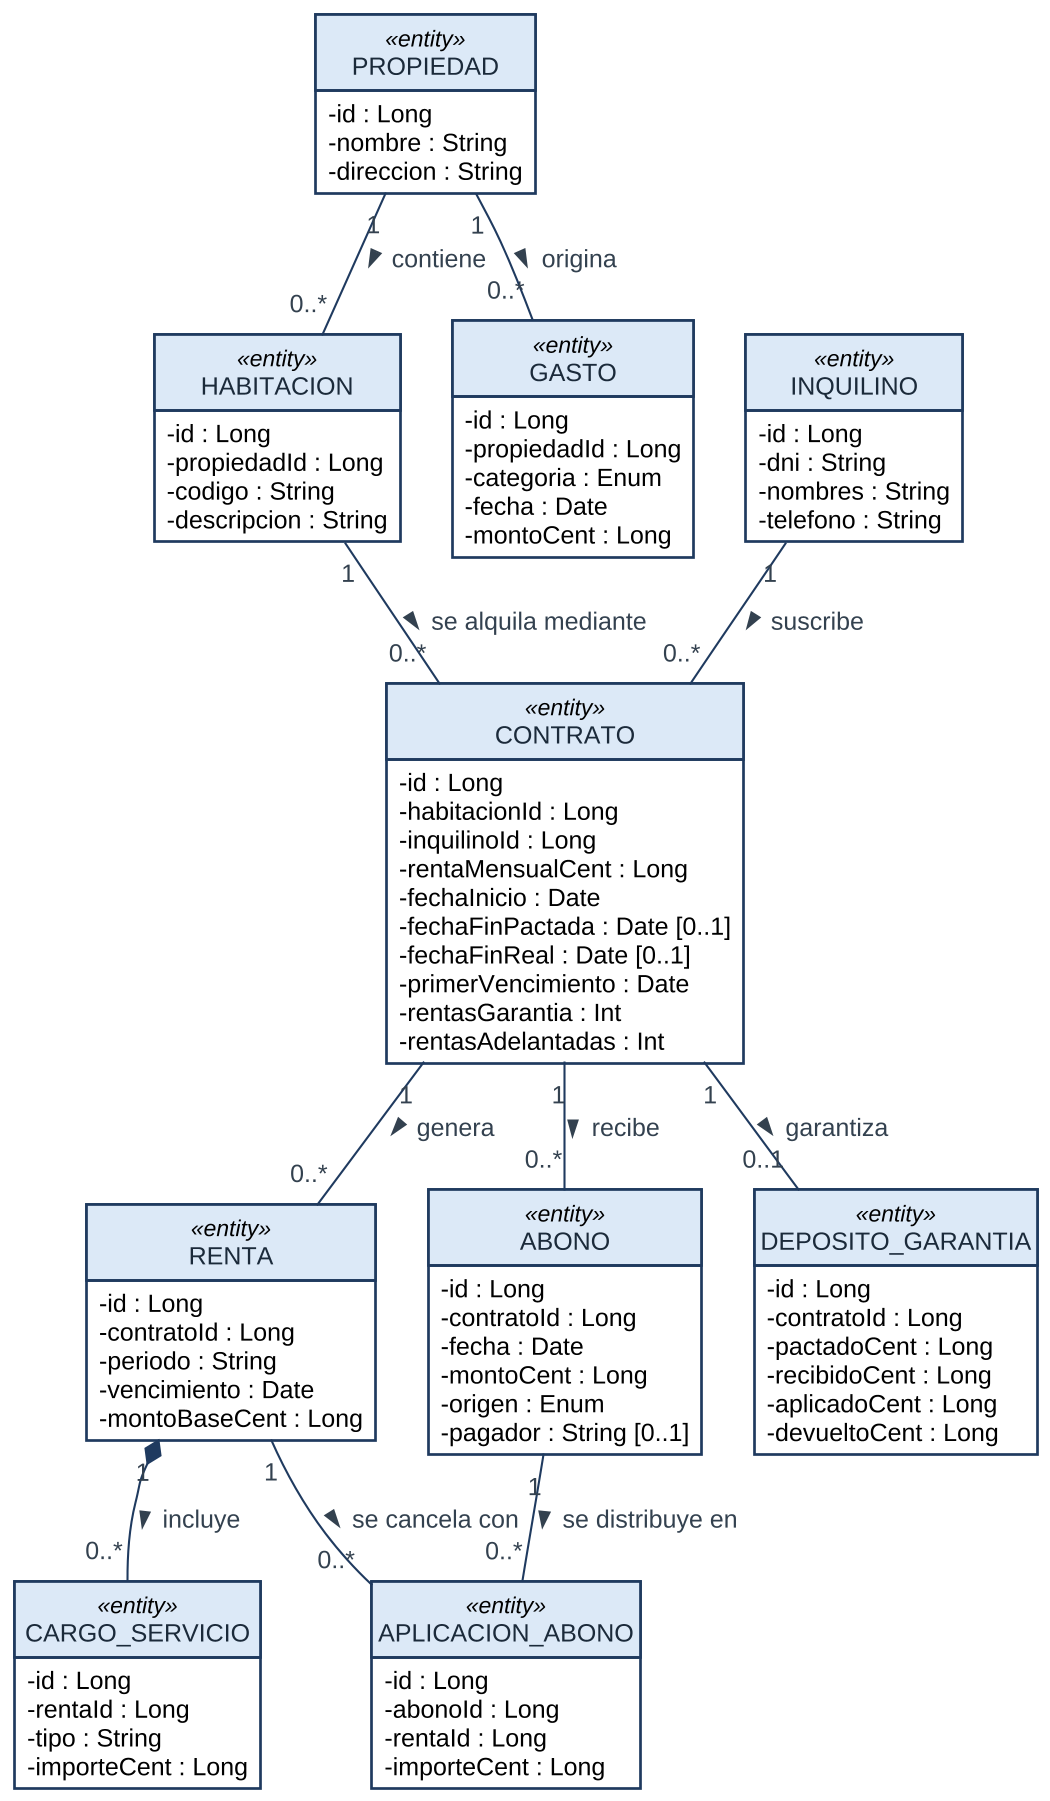 «entity»
PROPIEDAD
-id : Long
-nombre : String
-direccion : String
1
1
contiene
origina
0..*
0..*
«entity»
HABITACION
-id : Long
-propiedadId : Long
-codigo : String
-descripcion : String
«entity»
GASTO
-id : Long
-propiedadId : Long
-categoria : Enum
-fecha : Date
-montoCent : Long
«entity»
INQUILINO
-id : Long
-dni : String
-nombres : String
-telefono : String
1
1
se alquila mediante
suscribe
0..*
0..*
«entity»
CONTRATO
-id : Long
-habitacionId : Long
-inquilinoId : Long
-rentaMensualCent : Long
-fechaInicio : Date
-fechaFinPactada : Date [0..1]
-fechaFinReal : Date [0..1]
-primerVencimiento : Date
-rentasGarantia : Int
-rentasAdelantadas : Int
1
1
1
genera
recibe
garantiza
0..*
0..*
0..1
«entity»
RENTA
-id : Long
-contratoId : Long
-periodo : String
-vencimiento : Date
-montoBaseCent : Long
«entity»
ABONO
-id : Long
-contratoId : Long
-fecha : Date
-montoCent : Long
-origen : Enum
-pagador : String [0..1]
«entity»
DEPOSITO_GARANTIA
-id : Long
-contratoId : Long
-pactadoCent : Long
-recibidoCent : Long
-aplicadoCent : Long
-devueltoCent : Long
1
1
1
incluye
se cancela con
se distribuye en
0..*
0..*
0..*
«entity»
CARGO_SERVICIO
-id : Long
-rentaId : Long
-tipo : String
-importeCent : Long
«entity»
APLICACION_ABONO
-id : Long
-abonoId : Long
-rentaId : Long
-importeCent : Long